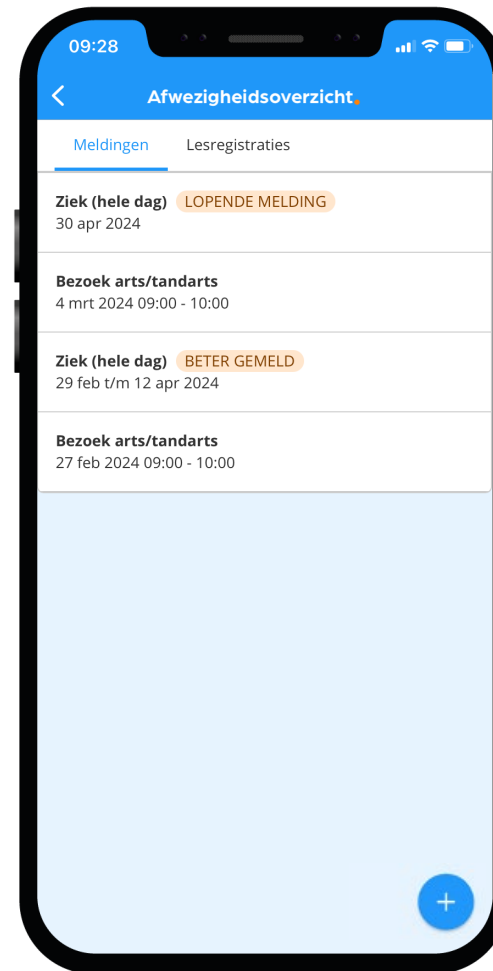 09:28
Afwezigheidsoverzicht.
Meldingen Lesregistraties
Ziek (hele dag) LOPENDE MELDING
30 apr 2024
Bezoek arts/tandarts
4 mrt 2024 09:00 - 10:00
Ziek (hele dag) BETER GEMELD
29 feb t/m 12 apr 2024
Bezoek arts/tandarts
27 feb 2024 09:00 - 10:00
+